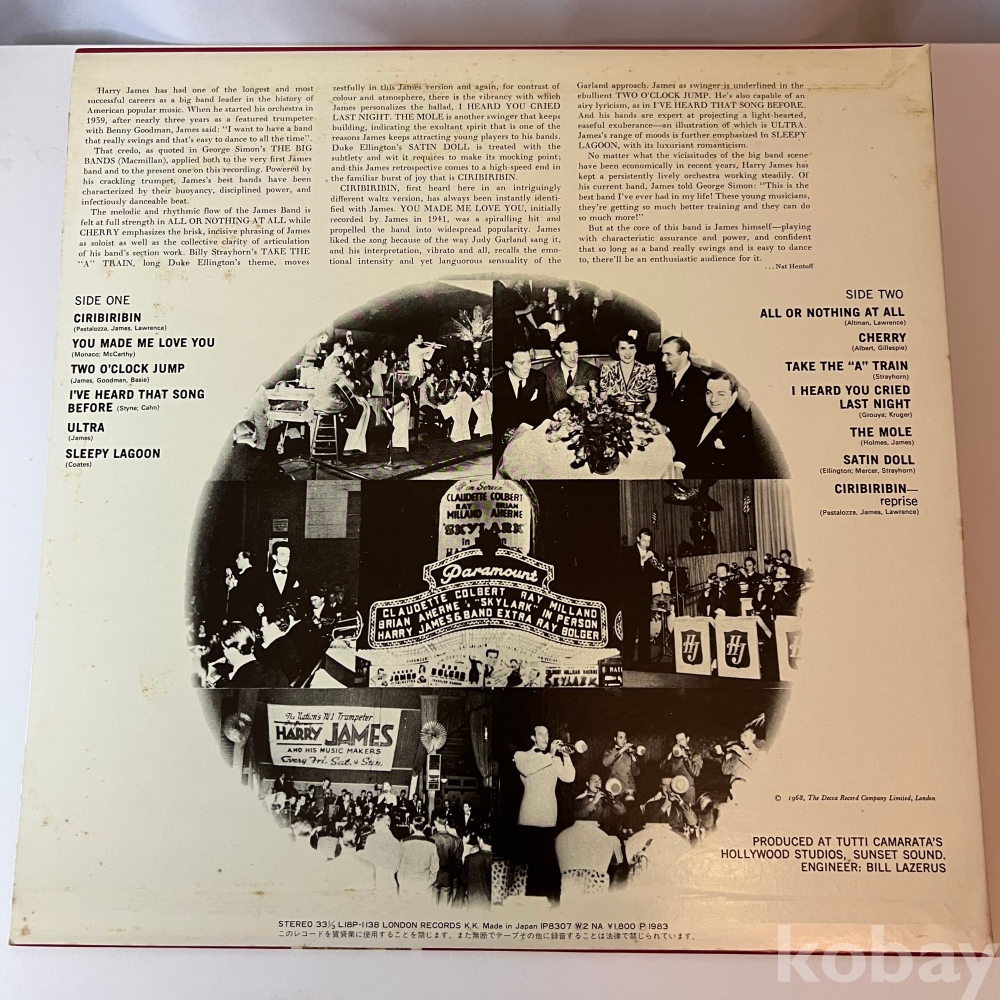 Harry James has had one of the longest and most
successful careers as a big band leader in the history of
American popular music. When he started his orchestra in
1959, after nearly three years as a featured trumpeter
with Benny Goodman, James said: "I want to have a band
that really swings and that's easy to dance to all the time".
That credo, as quoted in George Simon's THE BIG
BANDS (Macmillan), applied both to the very first James
band and to the present one on this recording. Powered by
his crackling trumpet, James's best bands have been
characterized by their buoyancy, disciplined power, and
infectiously danceable beat.
The melodic and rhythmic flow of the James Band is
felt at full strength in ALL OR NOTHING AT ALL while
CHERRY emphasizes the brisk, incisive phrasing of James
as soloist as well as the collective clarity of articulation
of his band's section work. Billy Strayhorn's TAKE THE
"A" TRAIN, long Duke Ellington's theme, moves
zestfully in this James version and again, for contrast of
colour and atmosphere, there is the vibrancy with which
James personalizes the ballad, I HEARD YOU CRIED
LAST NIGHT. THE MOLE is another swinger that keeps
building, indicating the exultant spirit that is one of the
reasons James keeps attracting young players to his bands.
Duke Ellington's SATIN DOLL is treated with the
subtlety and wit it requires to make its mocking point;
and this James retrospective comes to a high-speed end in
the familiar burst of joy that is CIRIBIRIBIN.
CIRIBIRIBIN, first heard here in an intriguingly
different waltz version, has always been instantly identi-
fied with James. YOU MADE ME LOVE YOU, initially
recorded by James in 1941, was a spiralling hit and
propelled the band into widespread popularity. James
liked the song because of the way Judy Garland sang it,
and his interpretation, vibrato and all, recalls the emo-
tional intensity and yet languorous sensuality of the
Garland approach. James as swinger is underlined in the
ebullient TWO O'CLOCK JUMP. He's also capable of an
airy lyricism, as in I'VE HEARD THAT SONG BEFORE.
And his bands are expert at projecting a light-hearted,
easeful exuberance—an illustration of which is ULTRA.
James's range of moods is further emphasized in SLEEPY
LAGOON, with its luxuriant romanticism.
No matter what the vicissitudes of the big band scene
have been economically in recent years, Harry James has
kept a persistently lively orchestra working steadily. Of
his current band, James told George Simon: "This is the
best band I've ever had in my life! These young musicians,
they're getting so much better training and they can do
so much more!"
But at the core of this band is James himself—playing
with characteristic assurance and power, and confident
that so long as a band really swings and is easy to dance
to, there'll be an enthusiastic audience for it.
...Nat Hentoff
SIDE ONE
CIRIBIRIBIN
(Pestalozza, James, Lawrence)
YOU MADE ME LOVE YOU
(Monaco; McCarthy)
TWO O'CLOCK JUMP
(James, Goodman, Basie)
I'VE HEARD THAT SONG
BEFORE (Styne; Cahn)
ULTRA
(James)
SLEEPY LAGOON
(Coates)
SIDE TWO
ALL OR NOTHING AT ALL
(Altman, Lawrence)
CHERRY
(Albert, Gillespie)
TAKE THE "A" TRAIN
(Strayhorn)
I HEARD YOU CRIED
LAST NIGHT
(Grouya; Kruger)
THE MOLE
(Holmes, James)
SATIN DOLL
(Ellington; Mercer, Strayhorn)
CIRIBIRIBIN—
reprise
(Pestalozza, James, Lawrence)
On Screen
CLAUDETTE COLBERT
RAY BRIAN
MILLAND AHERNE
"SKYLARK"
Paramount
CLAUDETTE COLBERT RAY MILLAND
BRIAN AHERNE · "SKYLARK" IN PERSON
HARRY JAMES & BAND EXTRA RAY BOLGER
SKYLARK
HJ
HJ
The Nation's No 1 Trumpeter
HARRY JAMES
AND HIS MUSIC MAKERS
Every Fri. Sat. & Sun.
© 1968, The Decca Record Company Limited, London
PRODUCED AT TUTTI CAMARATA'S
HOLLYWOOD STUDIOS, SUNSET SOUND.
ENGINEER: BILL LAZERUS
STEREO 33⅓ L18P-1138 LONDON RECORDS K.K. Made in Japan IP8307 W2 NA ¥1,800 P1983
このレコードを賃貸業に使用することを禁じます。また無断でテープその他に録音することは法律で禁じられています。
kobay